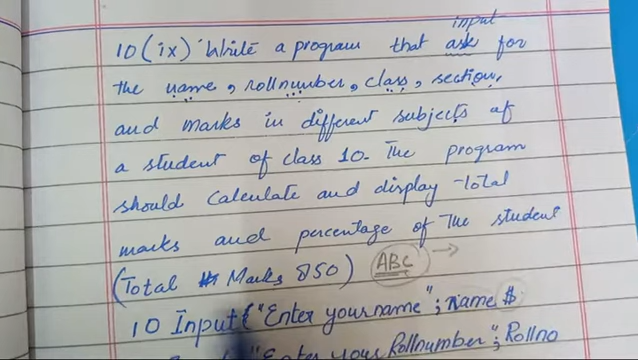 input
10 (ix) Write a program that ask for
the name, rollnumber, class, section,
and marks in different subjects of
a student of class 10. The program
should Calculate and display Total
marks and percentage of The student
(Total Marks 850) ABC →
10 Input "Enter your name"; name $
"Enter your Rollnumber"; Rollno